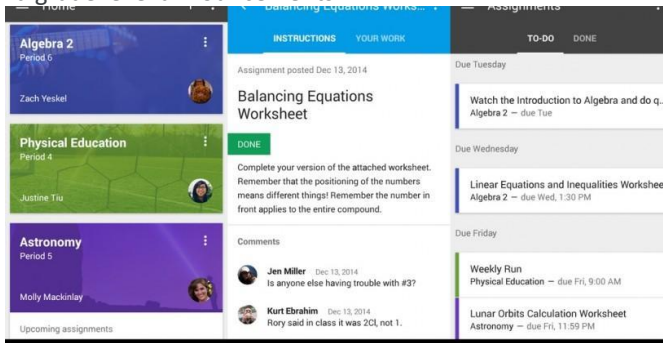 Home
Algebra 2
Period 6
Zach Yeskel
Physical Education
Period 4
Justine Tiu
Astronomy
Period 5
Molly Mackinlay
Upcoming assignments
Balancing Equations Works...
INSTRUCTIONS YOUR WORK
Assignment posted Dec 13, 2014
Balancing Equations
Worksheet
DONE
Complete your version of the attached worksheet.
Remember that the positioning of the numbers
means different things! Remember the number in
front applies to the entire compound.
Comments
Jen Miller Dec 13, 2014
Is anyone else having trouble with #3?
Kurt Ebrahim Dec 13, 2014
Rory said in class it was 2Cl, not 1.
Assignments
TO-DO DONE
Due Tuesday
Watch the Introduction to Algebra and do q..
Algebra 2 — due Tue
Due Wednesday
Linear Equations and Inequalities Workshee
Algebra 2 — due Wed, 1:30 PM
Due Friday
Weekly Run
Physical Education — due Fri, 9:00 AM
Lunar Orbits Calculation Worksheet
Astronomy — due Fri, 11:59 PM